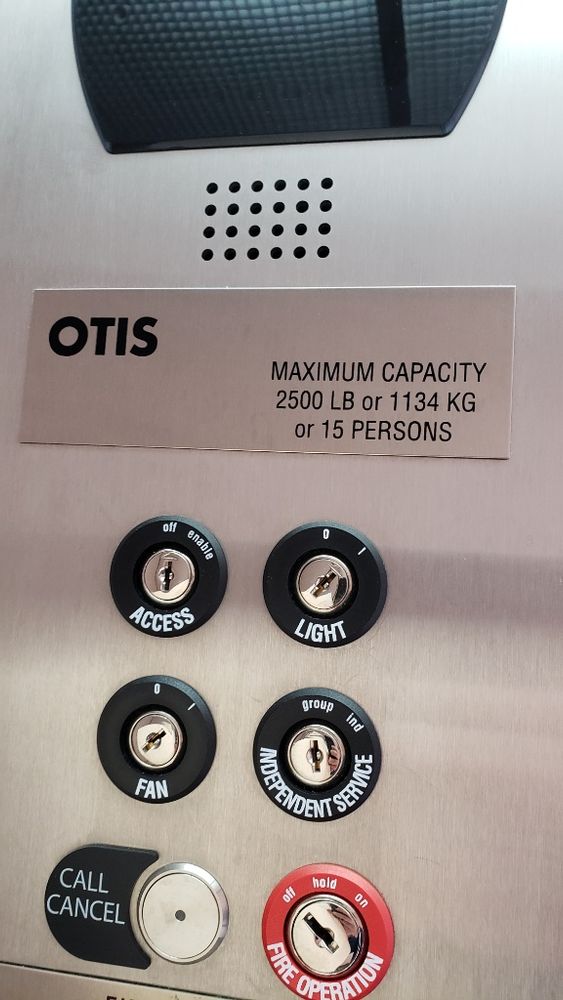 OTIS
MAXIMUM CAPACITY
2500 LB or 1134 KG
or 15 PERSONS
off enable
ACCESS
0 I
LIGHT
0 I
FAN
group ind
INDEPENDENT SERVICE
CALL
CANCEL
off hold on
FIRE OPERATION